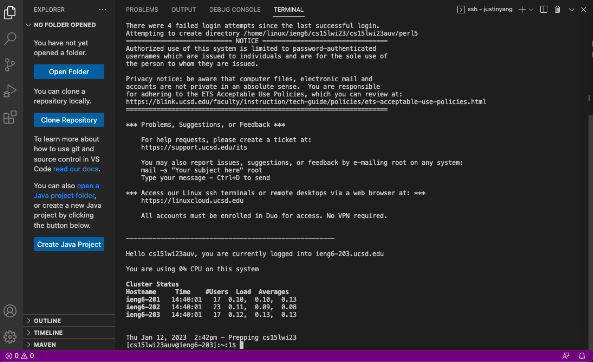 EXPLORER
NO FOLDER OPENED
You have not yet
opened a folder.
Open Folder
You can clone a
repository locally.
Clone Repository
To learn more about
how to use git and
source control in VS
Code read our docs.
You can also open a
Java project folder,
or create a new Java
project by clicking
the button below.
Create Java Project
OUTLINE
TIMELINE
MAVEN
PROBLEMS OUTPUT DEBUG CONSOLE TERMINAL
ssh - justinyang
There were 4 failed login attempts since the last successful login.
Attempting to create directory /home/linux/ieng6/cs15lwi23/cs15lwi23auv/perl5
============================ NOTICE =================================
Authorized use of this system is limited to password-authenticated
usernames which are issued to individuals and are for the sole use of
the person to whom they are issued.
Privacy notice: be aware that computer files, electronic mail and
accounts are not private in an absolute sense. You are responsible
for adhering to the ETS Acceptable Use Policies, which you can review at:
https://blink.ucsd.edu/faculty/instruction/tech-guide/policies/ets-acceptable-use-policies.html
=====================================================================
*** Problems, Suggestions, or Feedback ***
For help requests, please create a ticket at:
https://support.ucsd.edu/its
You may also report issues, suggestions, or feedback by e-mailing root on any system:
mail -s "Your subject here" root
Type your message - Ctrl+D to send
*** Access our Linux ssh terminals or remote desktops via a web browser at: ***
https://linuxcloud.ucsd.edu
All accounts must be enrolled in Duo for access. No VPN required.
Hello cs15lwi23auv, you are currently logged into ieng6-203.ucsd.edu
You are using 0% CPU on this system
Cluster Status
Hostname Time #Users Load Averages
ieng6-201 14:40:01 17 0.10, 0.10, 0.13
ieng6-202 14:40:01 23 0.11, 0.09, 0.08
ieng6-203 14:40:01 17 0.12, 0.13, 0.13
Thu Jan 12, 2023 2:42pm - Prepping cs15lwi23
[cs15lwi23auv@ieng6-203]:~:1$
0 0